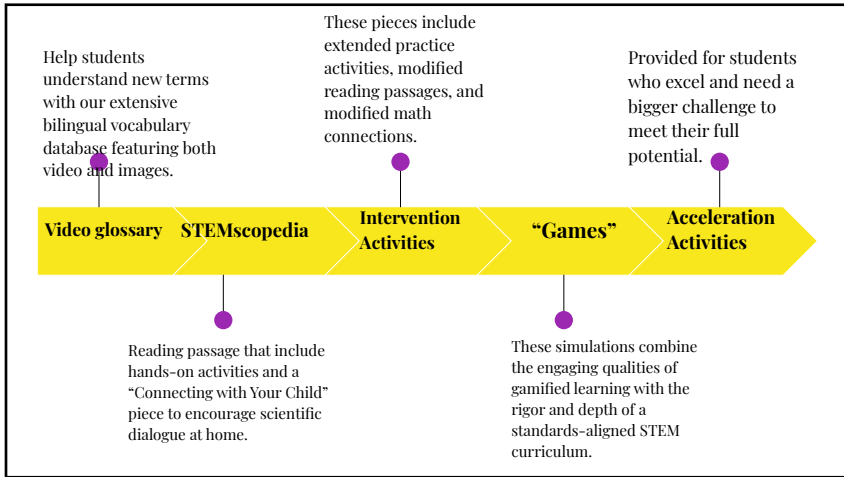 Help students
understand new terms
with our extensive
bilingual vocabulary
database featuring both
video and images.
These pieces include
extended practice
activities, modified
reading passages, and
modified math
connections.
Provided for students
who excel and need a
bigger challenge to
meet their full
potential.
Video glossary
STEMscopedia
Intervention
Activities
“Games”
Acceleration
Activities
Reading passage that include
hands-on activities and a
“Connecting with Your Child”
piece to encourage scientific
dialogue at home.
These simulations combine
the engaging qualities of
gamified learning with the
rigor and depth of a
standards-aligned STEM
curriculum.